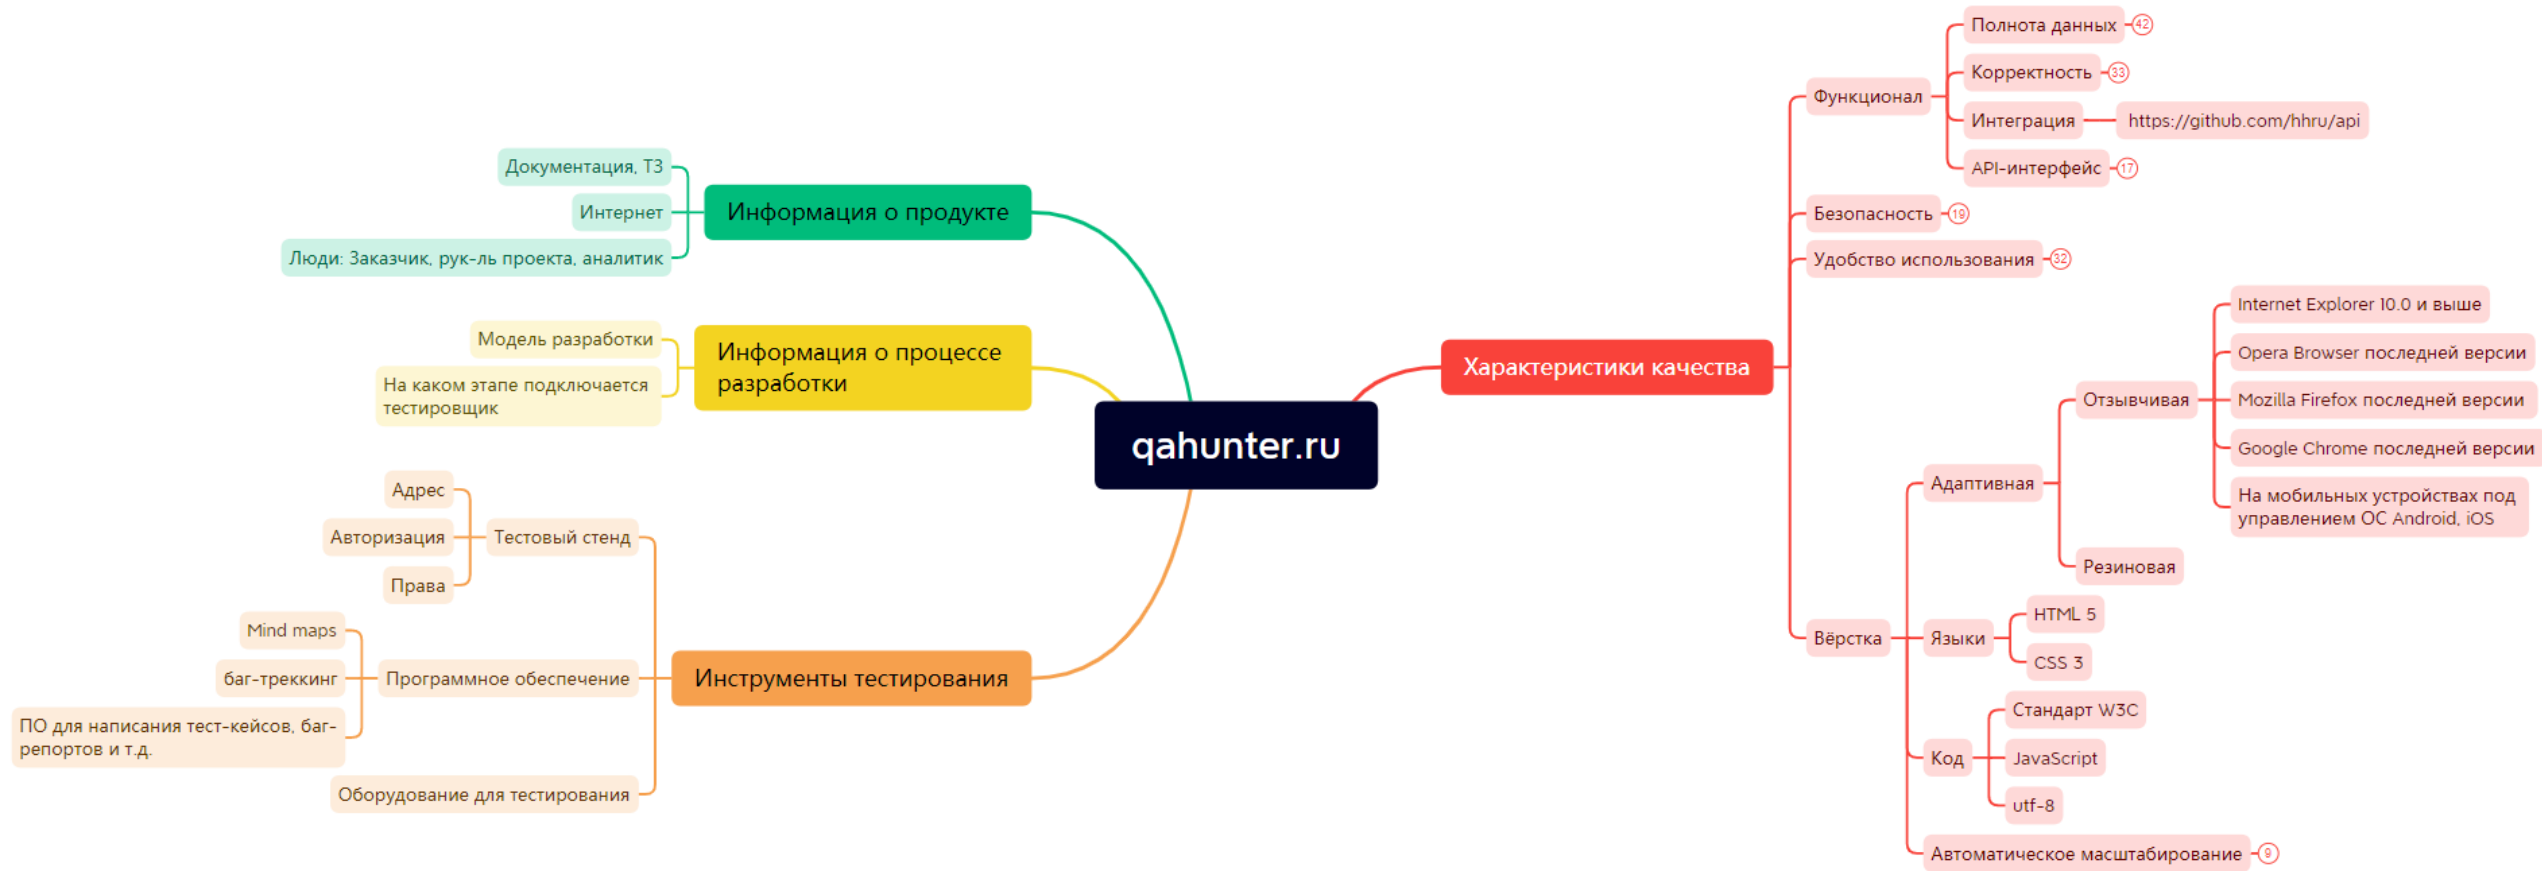 qahunter.ru
Информация о продукте
Документация, ТЗ
Интернет
Люди: Заказчик, рук-ль проекта, аналитик
Информация о процессе
разработки
Модель разработки
На каком этапе подключается
тестировщик
Инструменты тестирования
Тестовый стенд
Адрес
Авторизация
Права
Программное обеспечение
Mind maps
баг-треккинг
ПО для написания тест-кейсов, баг-
репортов и т.д.
Оборудование для тестирования
Характеристики качества
Функционал
Полнота данных 42
Корректность 33
Интеграция
https://github.com/hhru/api
API-интерфейс 17
Безопасность 19
Удобство использования 32
Вёрстка
Адаптивная
Отзывчивая
Internet Explorer 10.0 и выше
Opera Browser последней версии
Mozilla Firefox последней версии
Google Chrome последней версии
На мобильных устройствах под
управлением ОС Android, iOS
Резиновая
Языки
HTML 5
CSS 3
Код
Стандарт W3C
JavaScript
utf-8
Автоматическое масштабирование 9